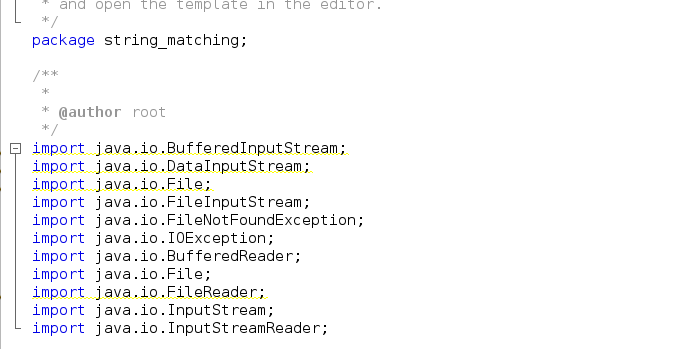 * and open the template in the editor.
*/
package string_matching;
/**
*
* @author root
*/
import java.io.BufferedInputStream;
import java.io.DataInputStream;
import java.io.File;
import java.io.FileInputStream;
import java.io.FileNotFoundException;
import java.io.IOException;
import java.io.BufferedReader;
import java.io.File;
import java.io.FileReader;
import java.io.InputStream;
import java.io.InputStreamReader;